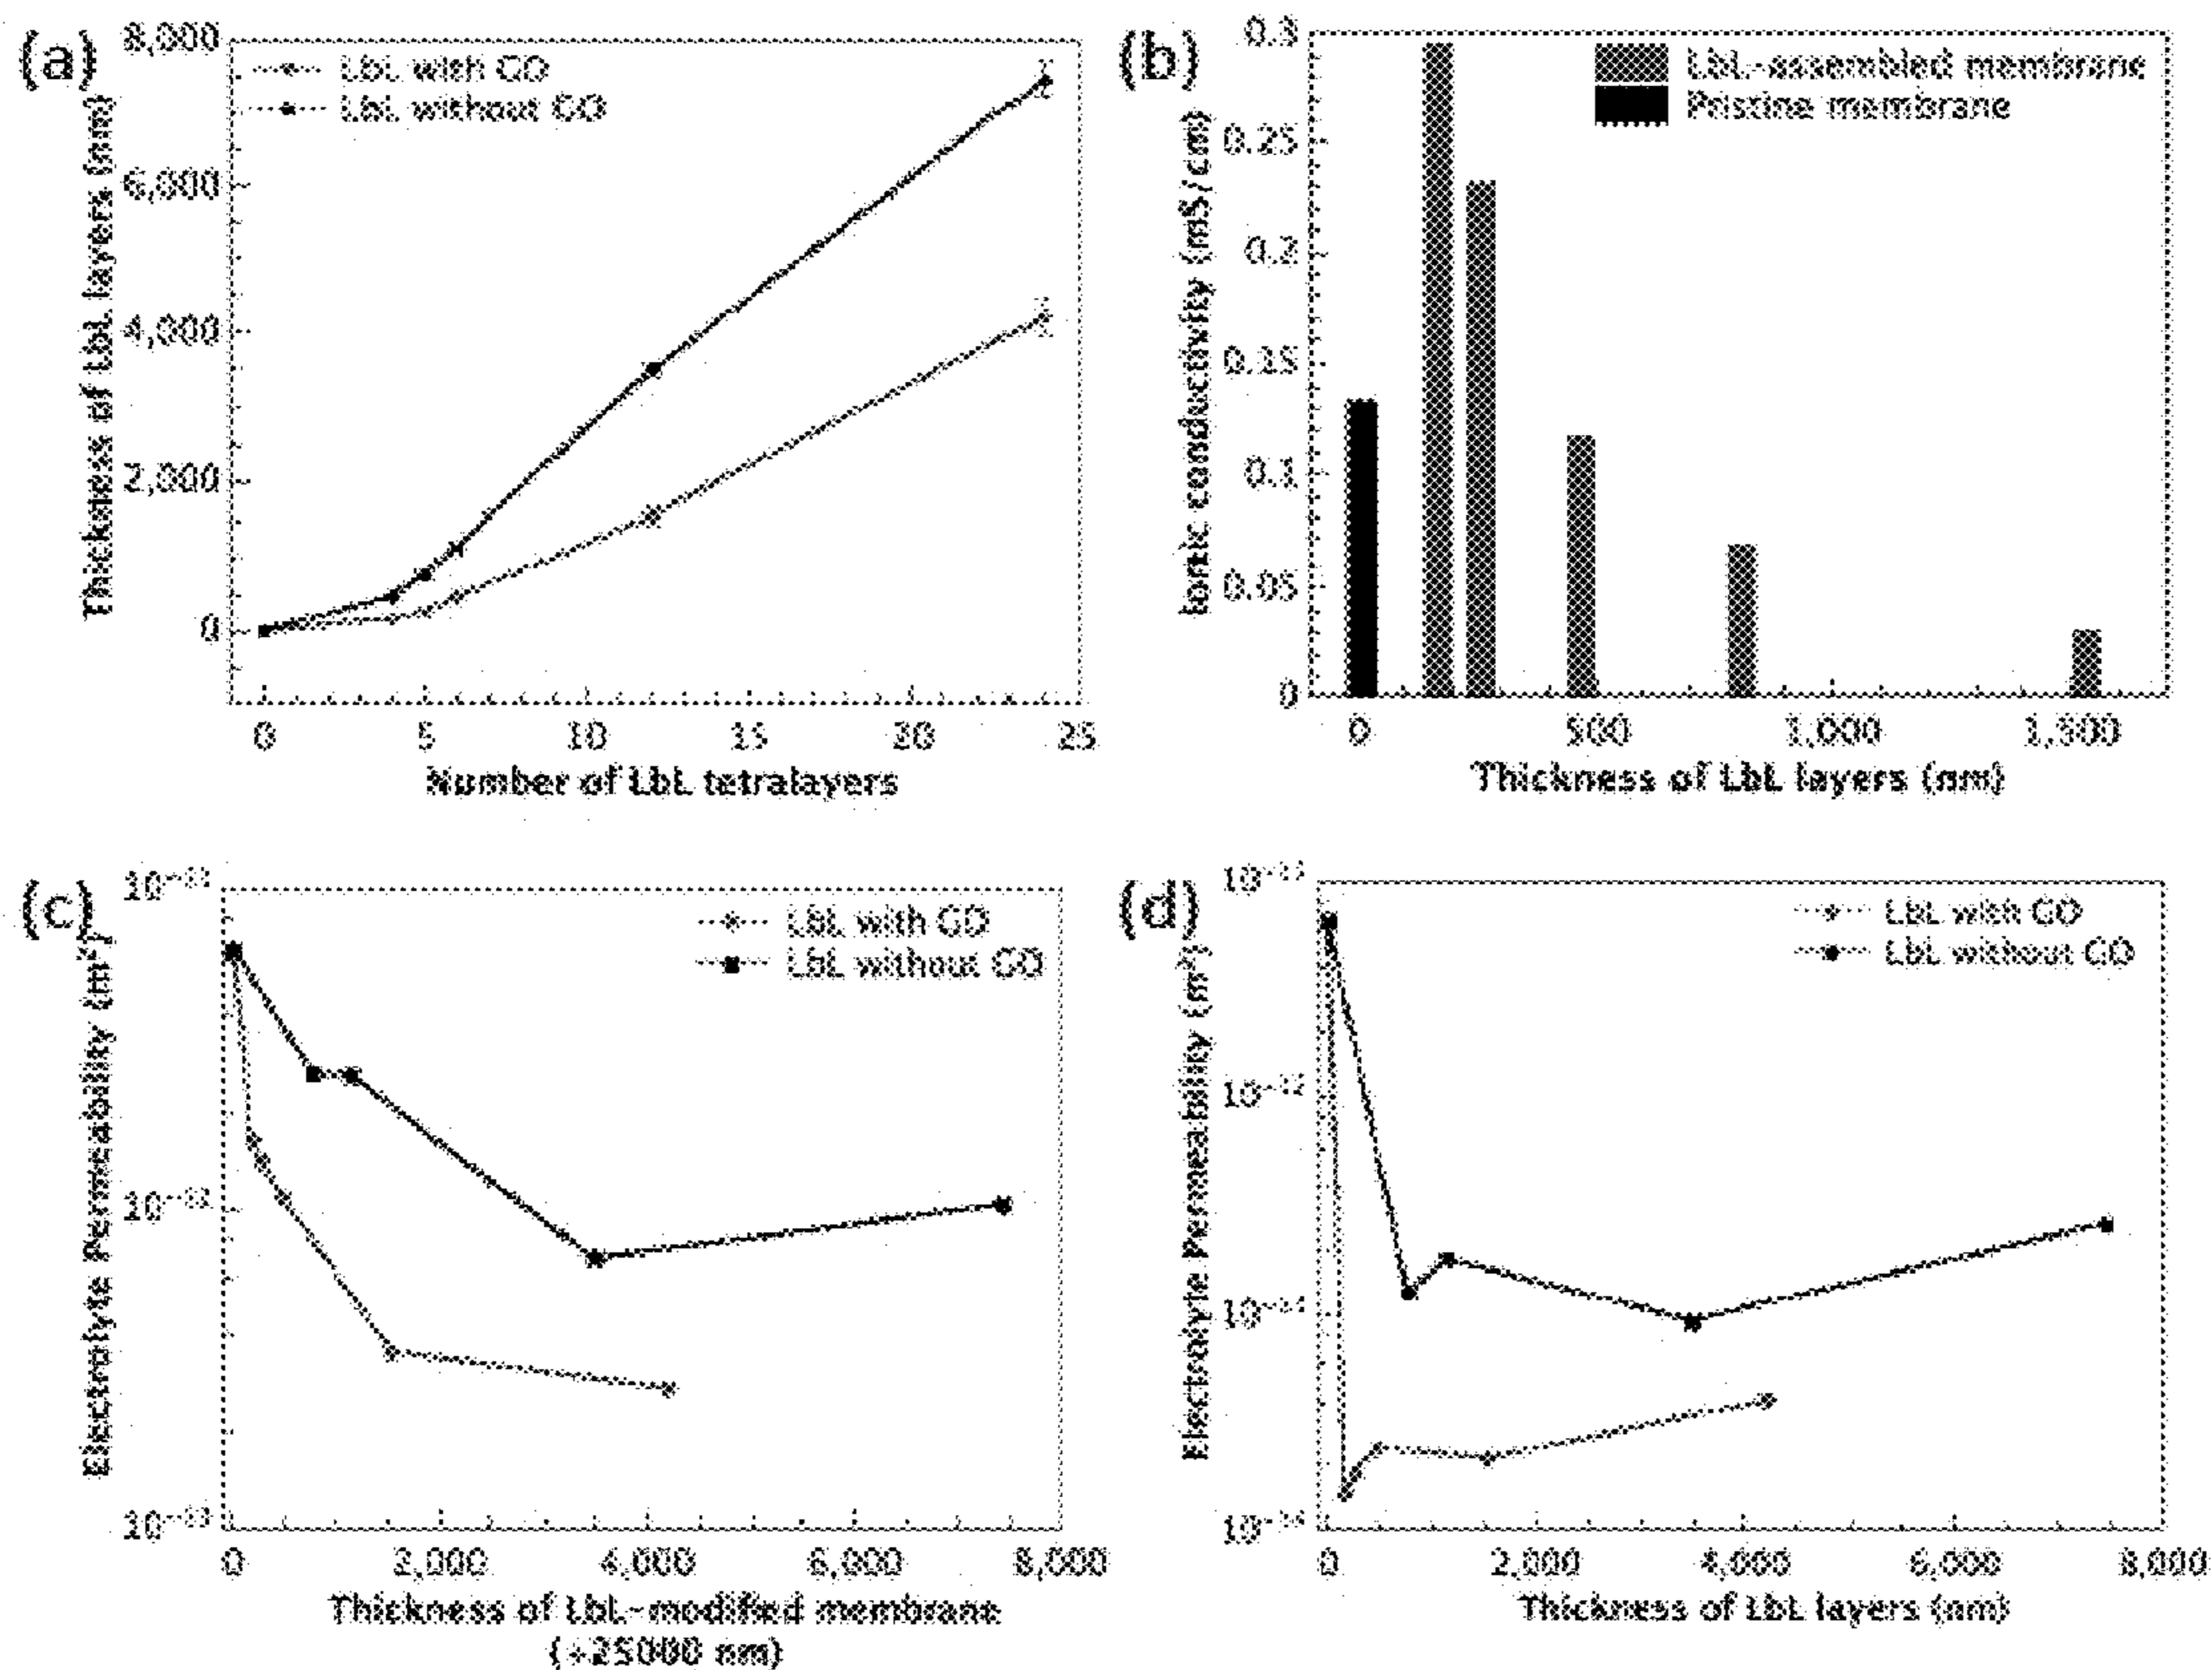 (a)
8,000
6,000
4,000
2,000
0
Thickness of LbL layers (nm)
LbL with GO
LbL without GO
0 5 10 15 20 25
Number of LbL tetralayers
(b)
0.3
0.25
0.2
0.15
0.1
0.05
0
Ionic conductivity (mS/cm)
LbL-assembled membrane
Pristine membrane
0 500 1,000 1,500
Thickness of LbL layers (nm)
(c)
Electrolyte Permeability (m²)
LbL with GO
LbL without GO
0 2,000 4,000 6,000 8,000
Thickness of LbL-modified membrane
(+25000 nm)
(d)
Electrolyte Permeability (m²)
LbL with GO
LbL without GO
0 2,000 4,000 6,000 8,000
Thickness of LbL layers (nm)